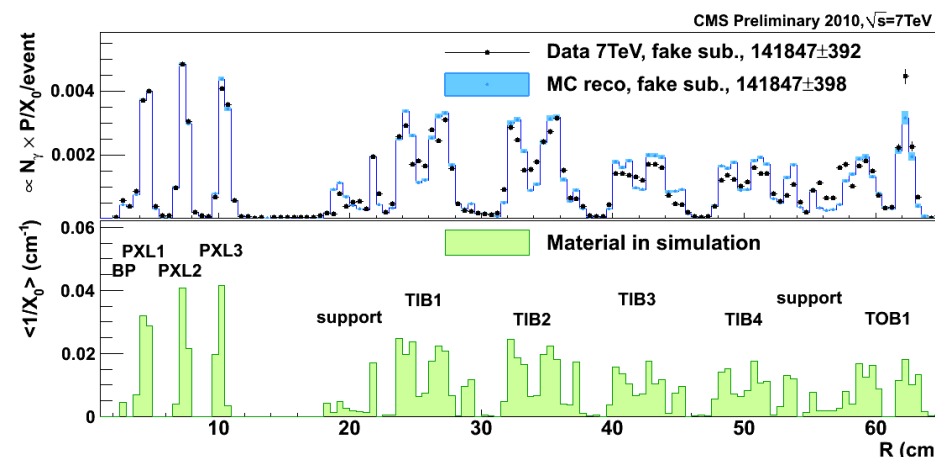 CMS Preliminary 2010, √s=7TeV
∝ Nγ × P/X₀/event
Data 7TeV, fake sub., 141847±392
MC reco, fake sub., 141847±398
0.004
0.002
<1/X₀> (cm⁻¹)
Material in simulation
0.06
0.04
0.02
0
BP
PXL1
PXL2
PXL3
support
TIB1
TIB2
TIB3
TIB4
support
TOB1
10
20
30
40
50
60
R (cm